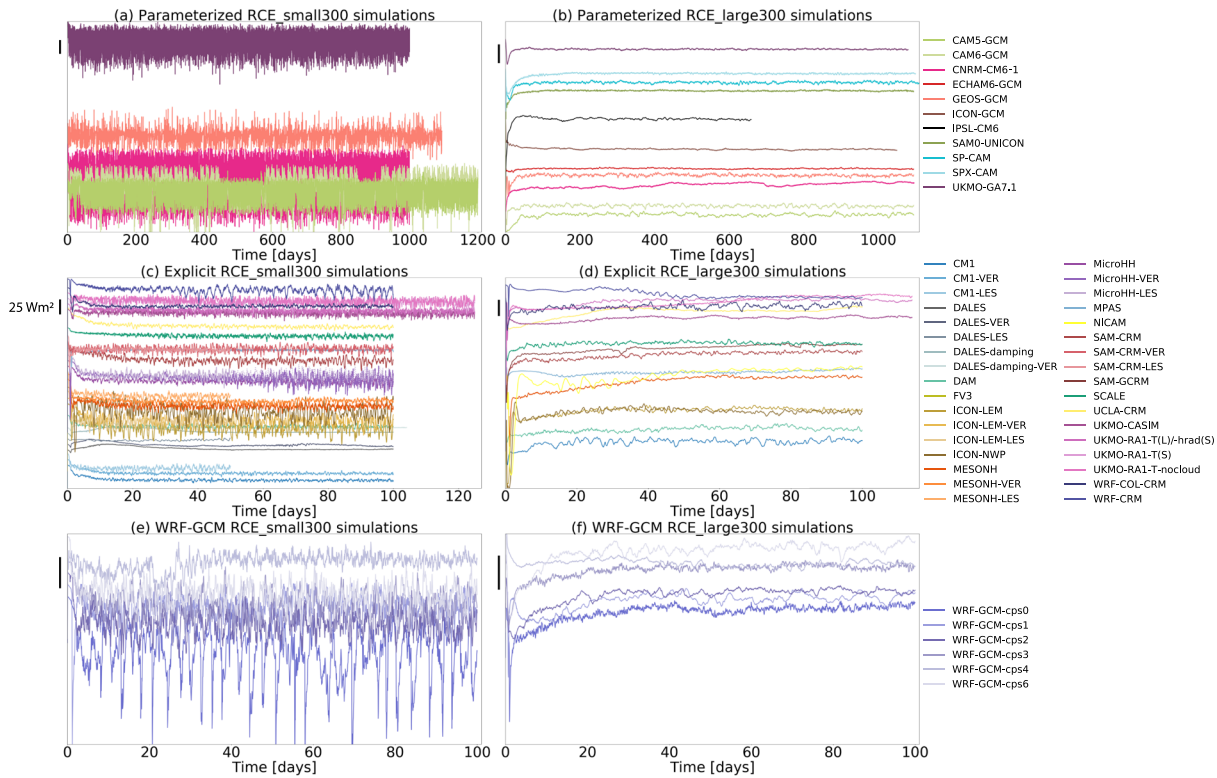 (a) Parameterized RCE_small300 simulations
(b) Parameterized RCE_large300 simulations
CAM5-GCM
CAM6-GCM
CNRM-CM6-1
ECHAM6-GCM
GEOS-GCM
ICON-GCM
IPSL-CM6
SAM0-UNICON
SP-CAM
SPX-CAM
UKMO-GA7.1
0 200 400 600 800 1000 1200
Time [days]
0 200 400 600 800 1000
Time [days]
(c) Explicit RCE_small300 simulations
(d) Explicit RCE_large300 simulations
25 Wm²
CM1
CM1-VER
CM1-LES
DALES
DALES-VER
DALES-LES
DALES-damping
DALES-damping-VER
DAM
FV3
ICON-LEM
ICON-LEM-VER
ICON-LEM-LES
ICON-NWP
MESONH
MESONH-VER
MESONH-LES
MicroHH
MicroHH-VER
MicroHH-LES
MPAS
NICAM
SAM-CRM
SAM-CRM-VER
SAM-CRM-LES
SAM-GCRM
SCALE
UCLA-CRM
UKMO-CASIM
UKMO-RA1-T(L)/-hrad(S)
UKMO-RA1-T(S)
UKMO-RA1-T-nocloud
WRF-COL-CRM
WRF-CRM
0 20 40 60 80 100 120
Time [days]
0 20 40 60 80 100
Time [days]
(e) WRF-GCM RCE_small300 simulations
(f) WRF-GCM RCE_large300 simulations
WRF-GCM-cps0
WRF-GCM-cps1
WRF-GCM-cps2
WRF-GCM-cps3
WRF-GCM-cps4
WRF-GCM-cps6
0 20 40 60 80 100
Time [days]
0 20 40 60 80 100
Time [days]